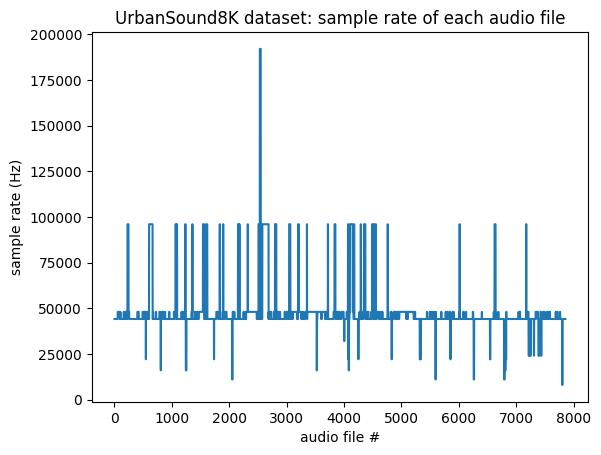 UrbanSound8K dataset: sample rate of each audio file
200000
175000
150000
125000
100000
75000
50000
25000
0
sample rate (Hz)
0 1000 2000 3000 4000 5000 6000 7000 8000
audio file #